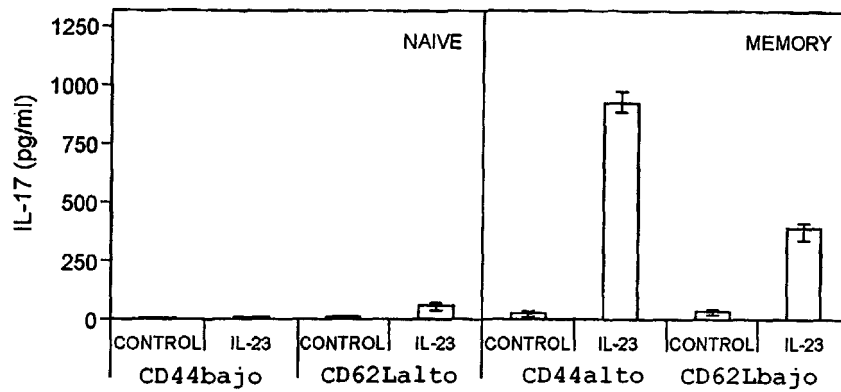 1250
1000
750
500
250
0
IL-17 (pg/ml)
NAIVE
MEMORY
CONTROL IL-23 CONTROL IL-23 CONTROL IL-23 CONTROL IL-23
CD44bajo CD62Lalto CD44alto CD62Lbajo